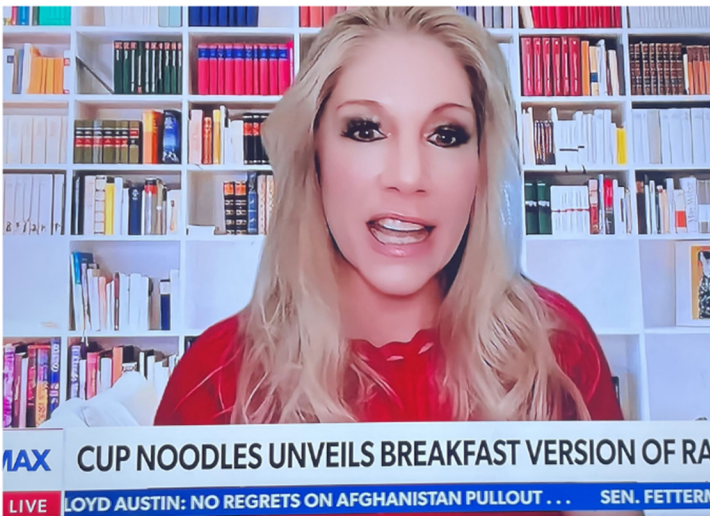 MAX
CUP NOODLES UNVEILS BREAKFAST VERSION OF RA
LIVE
LOYD AUSTIN: NO REGRETS ON AFGHANISTAN PULLOUT . . . SEN. FETTERM